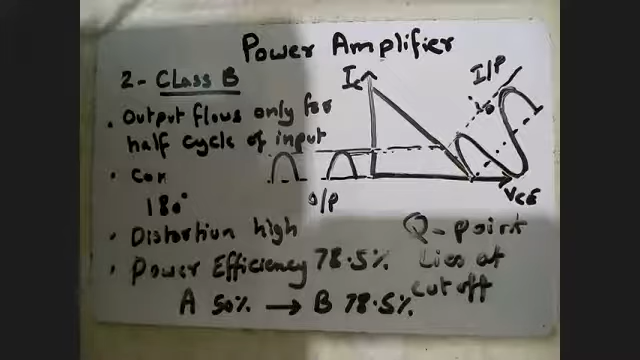 Power Amplifier
2- Class B
• Output flows only for
half cycle of input
• Con
180°
• Distortion high
• Power Efficiency 78.5%
A 50% → B 78.5%
Ic
I/P
VCE
O/P
Q-point
Lies at
cut off